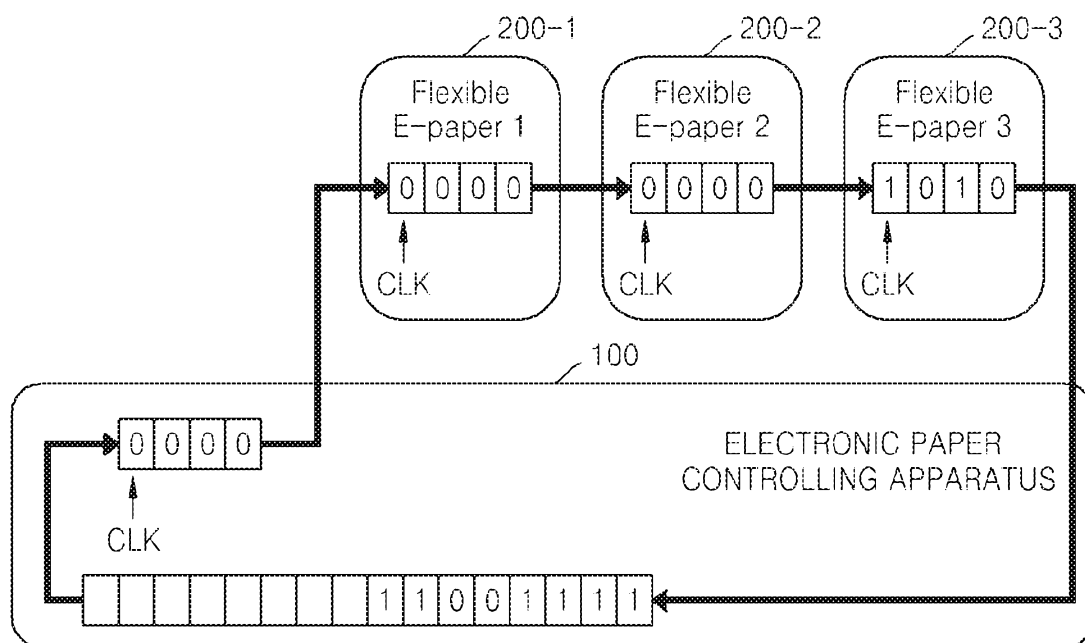 200-1
200-2
200-3
Flexible
E-paper 1
Flexible
E-paper 2
Flexible
E-paper 3
0 0 0 0
0 0 0 0
1 0 1 0
CLK
CLK
CLK
100
0 0 0 0
ELECTRONIC PAPER
CONTROLLING APPARATUS
CLK
1 1 0 0 1 1 1 1